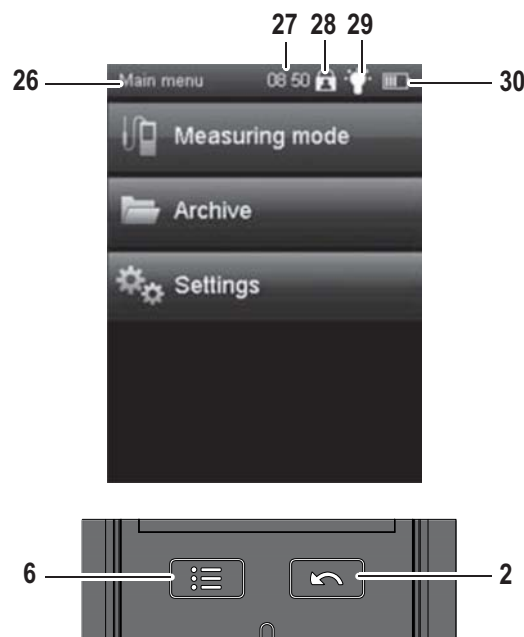 27 28 29
26 Main menu 08 50 30
Measuring mode
Archive
Settings
6 2